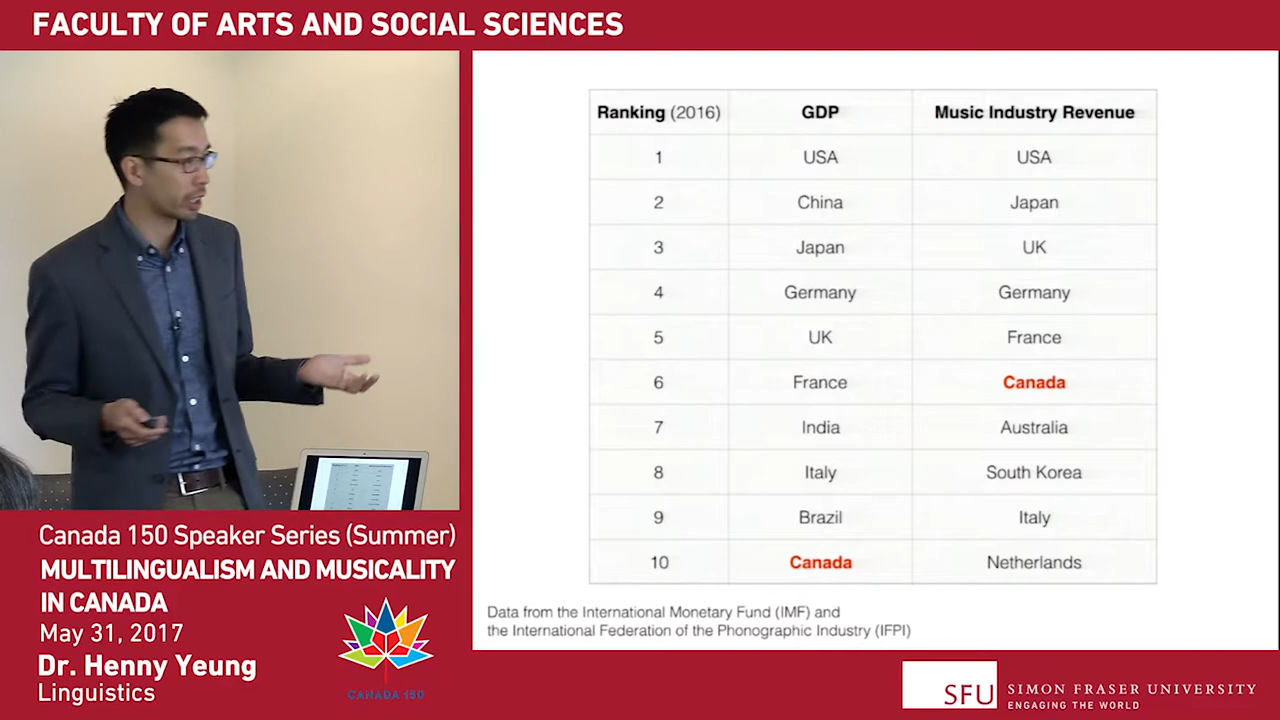 FACULTY OF ARTS AND SOCIAL SCIENCES
Ranking (2016) GDP Music Industry Revenue
1 USA USA
2 China Japan
3 Japan UK
4 Germany Germany
5 UK France
6 France Canada
7 India Australia
8 Italy South Korea
9 Brazil Italy
10 Canada Netherlands
Data from the International Monetary Fund (IMF) and
the International Federation of the Phonographic Industry (IFPI)
Canada 150 Speaker Series (Summer)
MULTILINGUALISM AND MUSICALITY
IN CANADA
May 31, 2017
Dr. Henny Yeung
Linguistics
CANADA 150
SFU
SIMON FRASER UNIVERSITY
ENGAGING THE WORLD